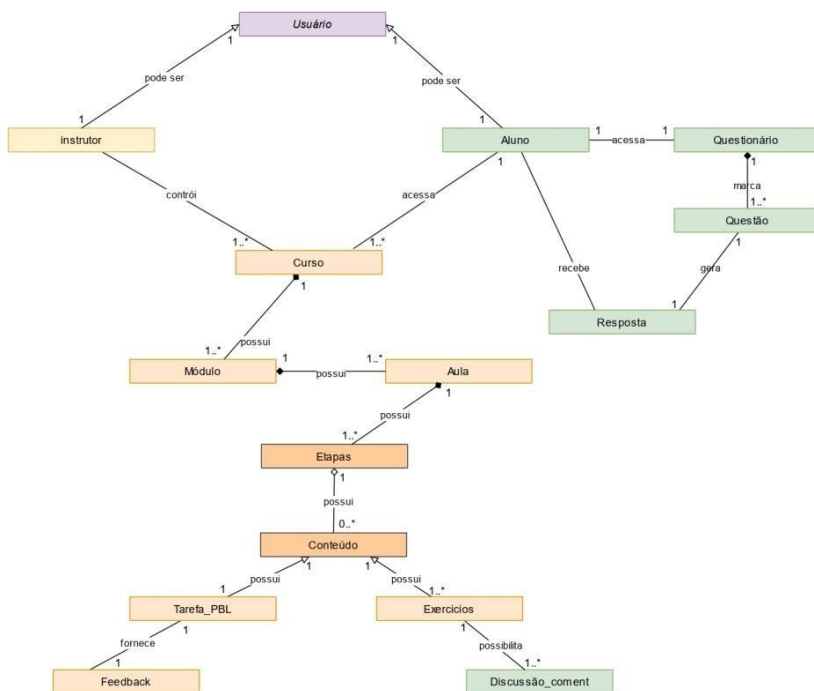 Usuário
1
1
pode ser
pode ser
1
1
instrutor
Aluno
1
acessa
1
Questionário
1
1
contrói
acessa
marca
1..*
Questão
1..*
1..*
1
Curso
recebe
gera
1
1
Resposta
possui
1..*
1
1..*
Módulo
possui
Aula
1
possui
1..*
Etapas
1
possui
0..*
Conteúdo
1
1
possui
possui
1
1..*
Tarefa_PBL
Exercicios
1
1
fornece
possibilita
1
1..*
Feedback
Discussão_coment